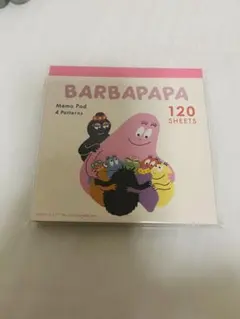 BARBAPAPA
Memo Pad
4 Patterns
120
SHEETS